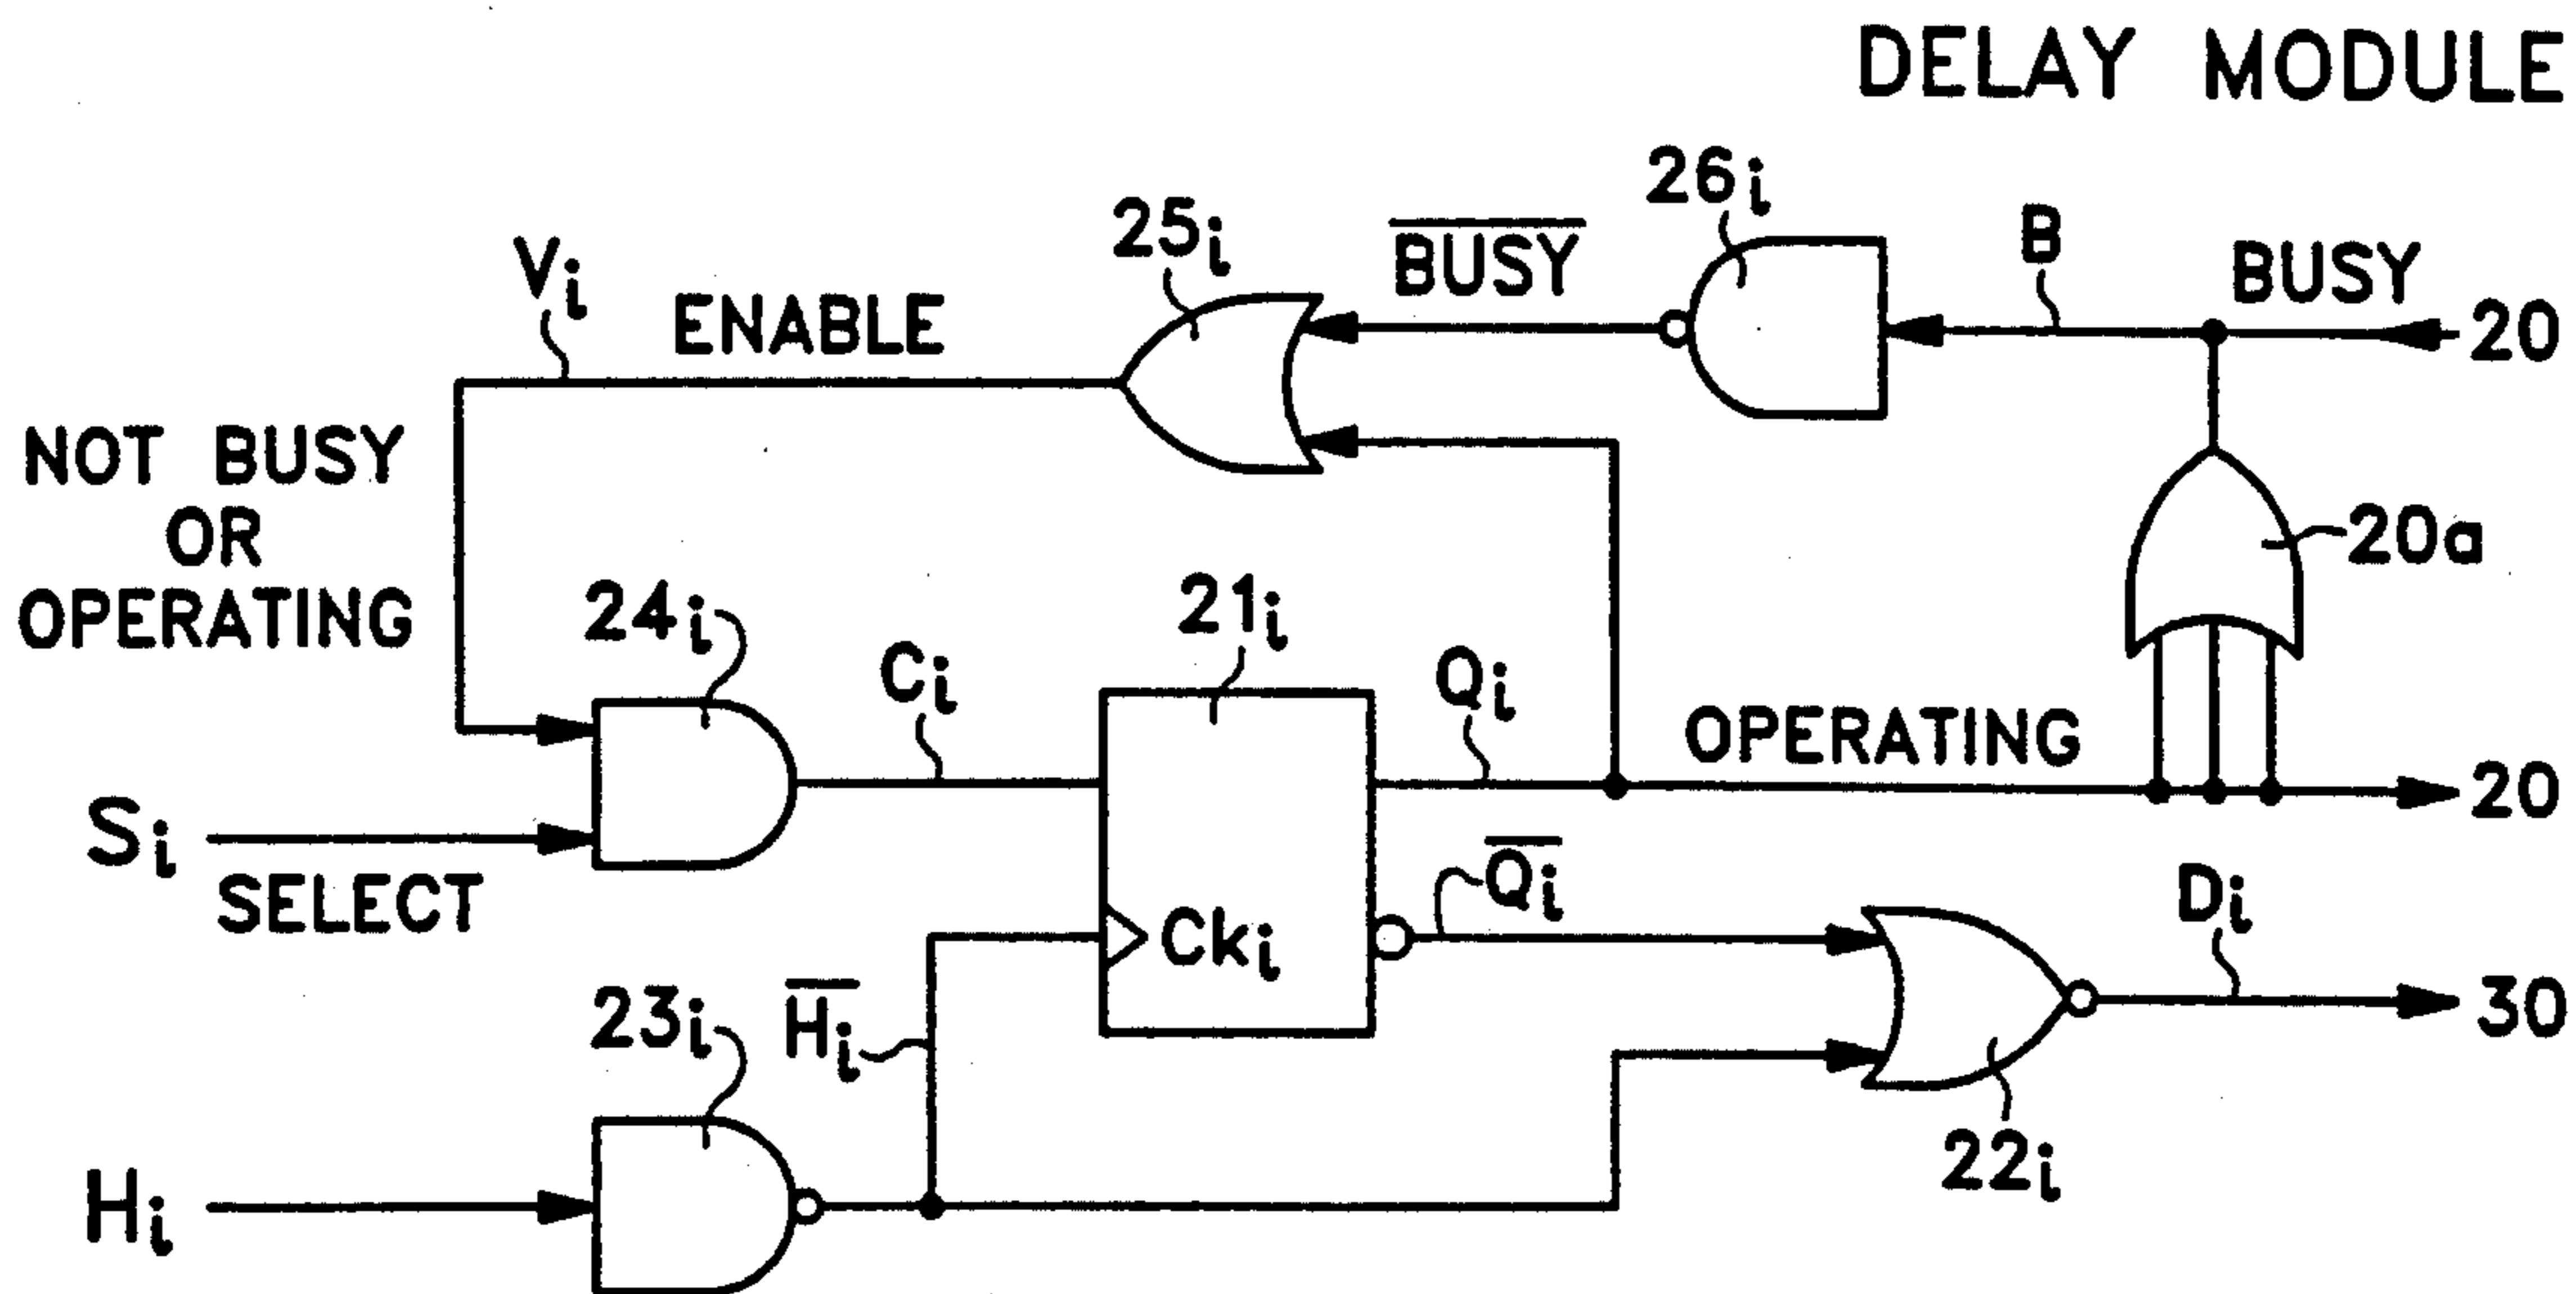 DELAY MODULE
26i
25i
BUSY
B
BUSY
Vi
ENABLE
20
NOT BUSY
OR
OPERATING
20a
24i
21i
Ci
Qi
OPERATING
20
Si
SELECT
Qi
Di
Cki
23i
Hi
30
22i
Hi